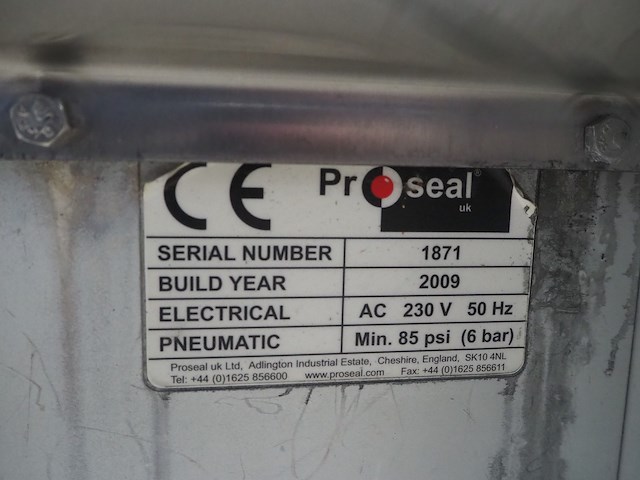 CE Proseal®
uk
SERIAL NUMBER 1871
BUILD YEAR 2009
ELECTRICAL AC 230 V 50 Hz
PNEUMATIC Min. 85 psi (6 bar)
Proseal uk Ltd, Adlington Industrial Estate, Cheshire, England, SK10 4NL
Tel: +44 (0)1625 856600 www.proseal.com Fax: +44 (0)1625 856611